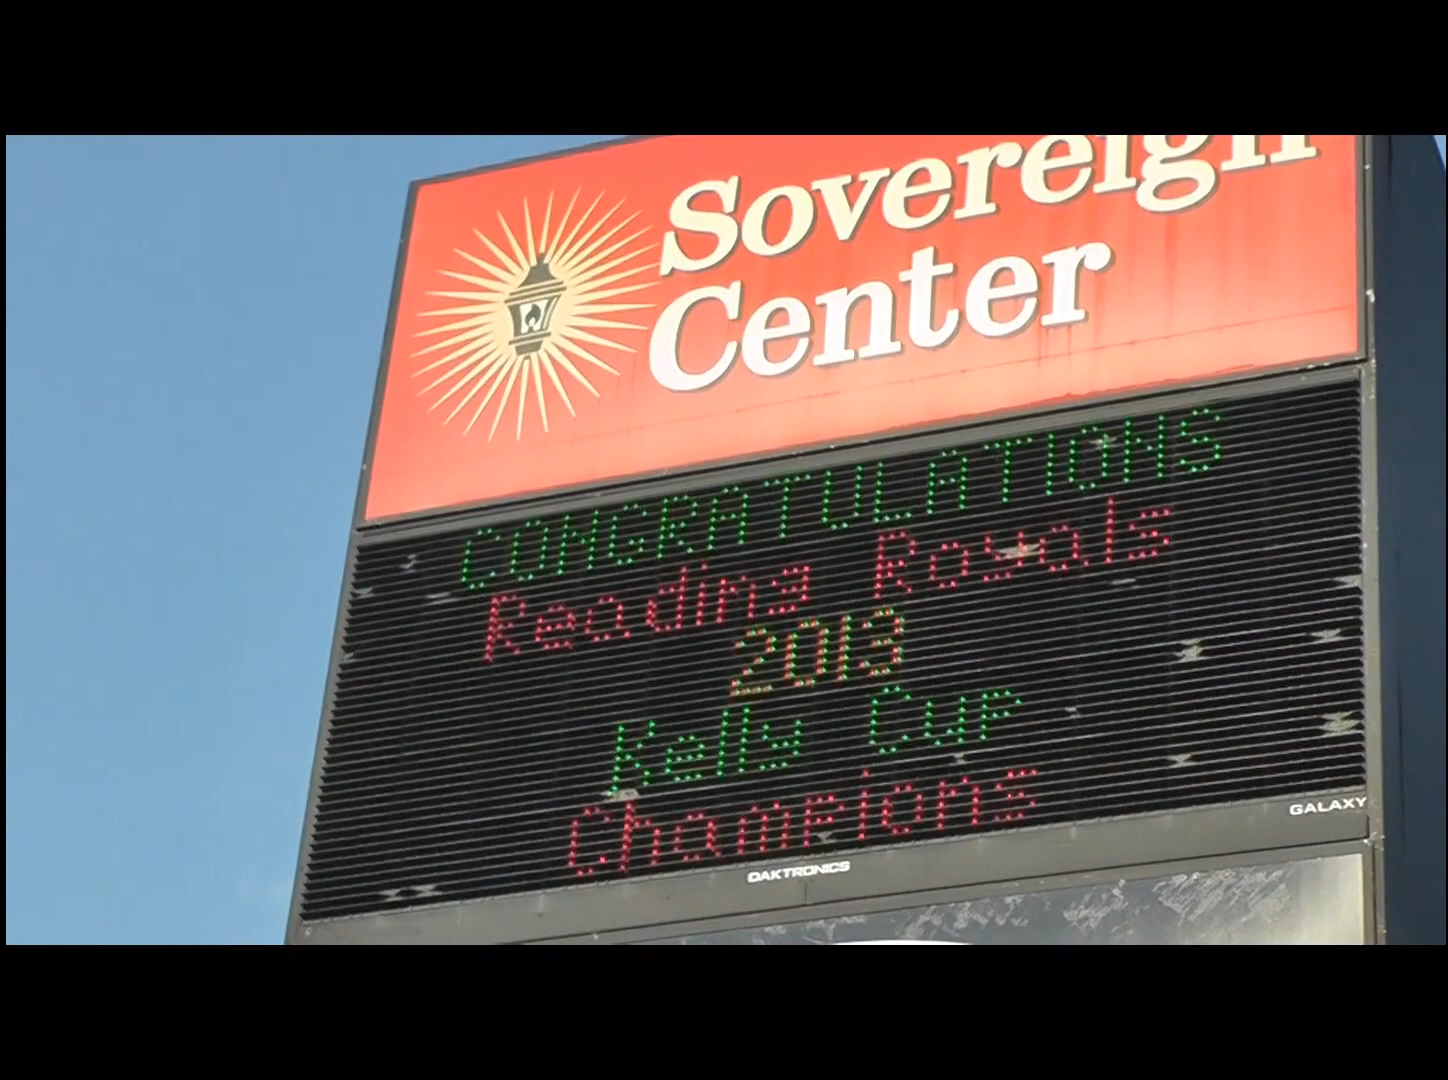 Sovereign
Center
CONGRATULATIONS
Reading Royals
2013
Kelly Cup
Champions
GALAXY
DAKTRONICS